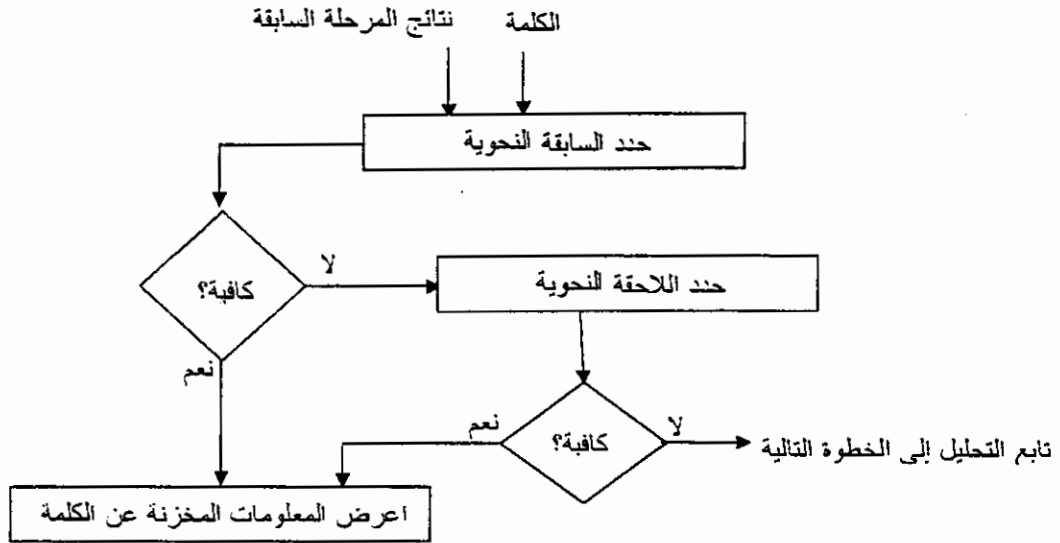 الكلمة
نتائج المرحلة السابقة
حدد السابقة النحوية
كافية؟
لا
حدد اللاحقة النحوية
نعم
كافية؟
نعم
لا
تابع التحليل إلى الخطوة التالية
اعرض المعلومات المخزنة عن الكلمة